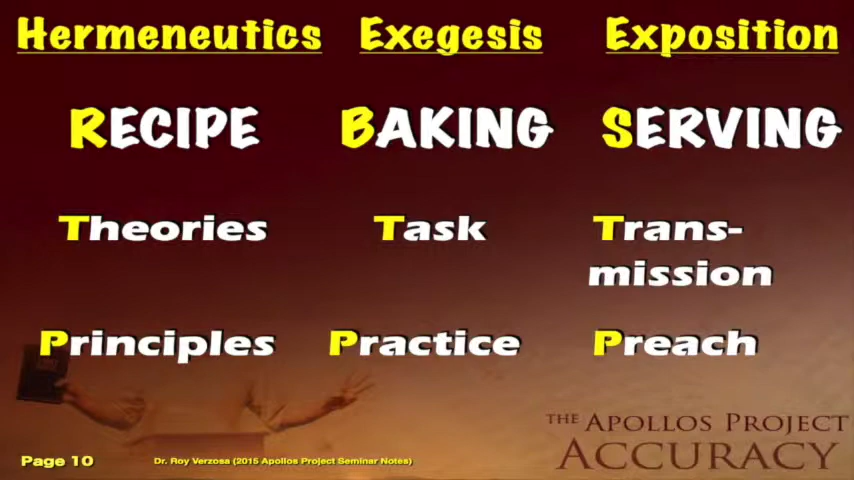 Hermeneutics Exegesis Exposition
RECIPE BAKING SERVING
Theories Task Trans-
mission
Principles Practice Preach
THE APOLLOS PROJECT
ACCURACY
Page 10 Dr. Roy Verzosa (2015 Apollos Project Seminar Notes)